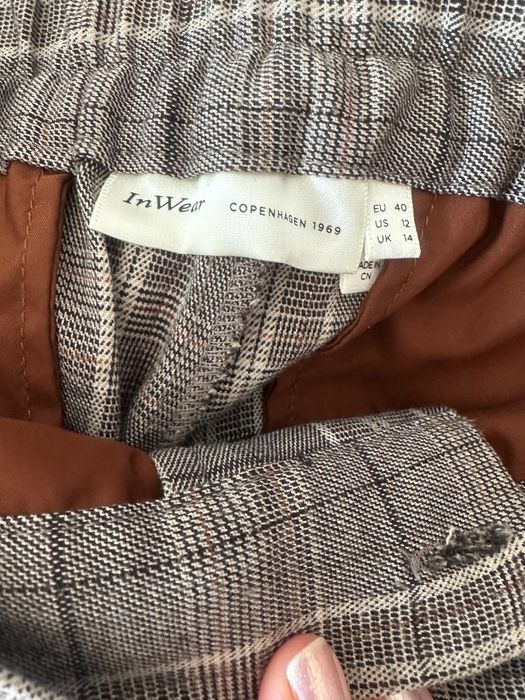 InWear COPENHAGEN 1969
EU 40
US 12
UK 14
CN